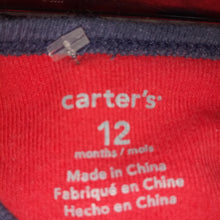 carter's
12
months / mois
Made in China
Fabriqué en Chine
Hecho en China